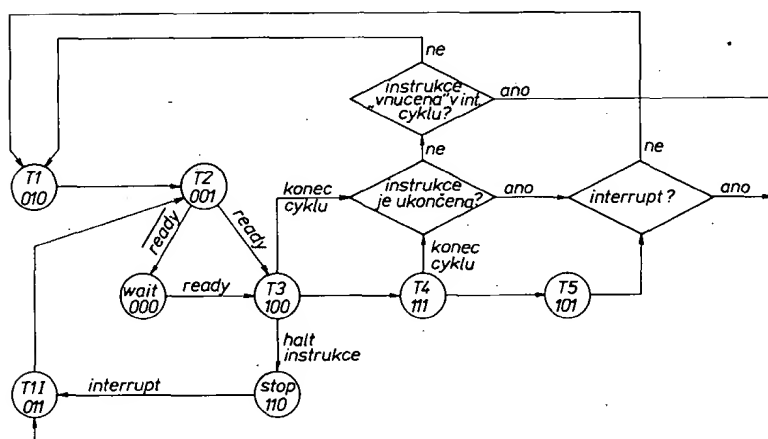 ne
instrukce
„vnucena" v int.
cyklu?
ano
T1
010
T2
001
ready
ready
konec
cyklu
ne
instrukce
je ukončena?
ano
ne
interrupt?
ano
wait
000
ready
T3
100
konec
cyklu
T4
111
T5
101
halt
instrukce
T1I
011
interrupt
stop
110